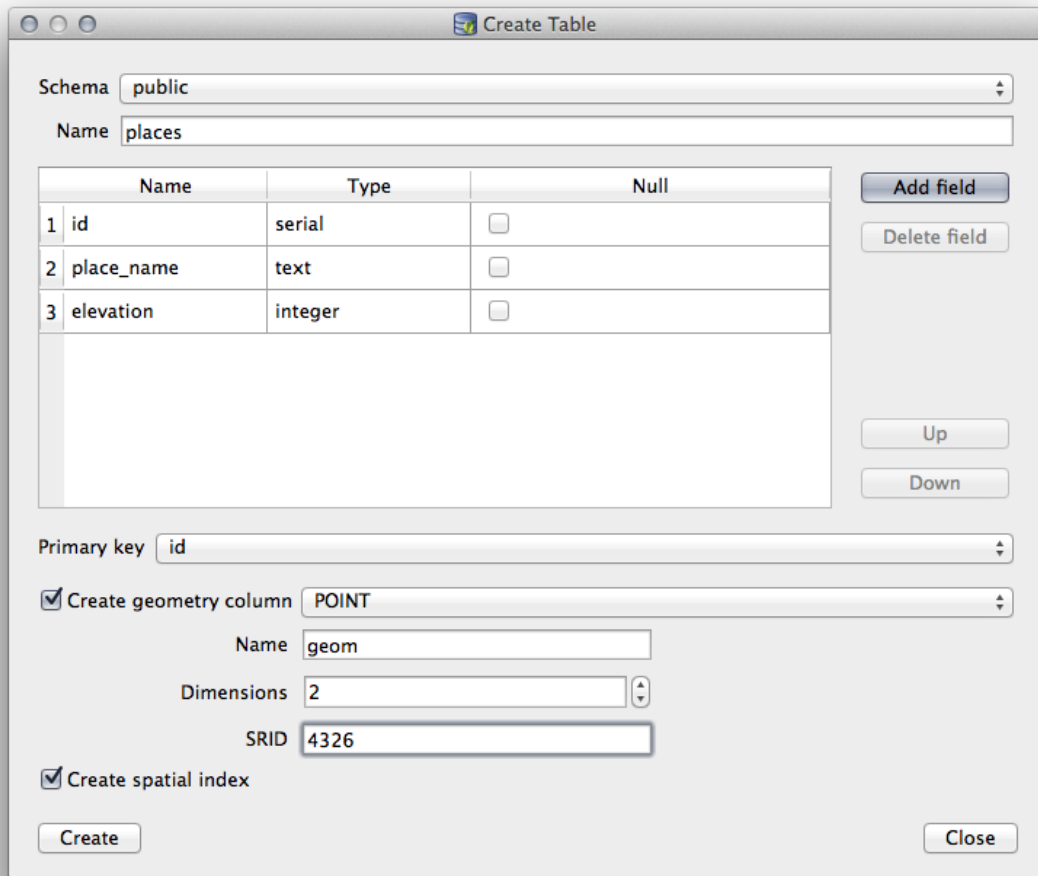 Create Table
Schema public
Name places
Name Type Null
1 id serial
2 place_name text
3 elevation integer
Add field
Delete field
Up
Down
Primary key id
Create geometry column POINT
Name geom
Dimensions 2
SRID 4326
Create spatial index
Create Close